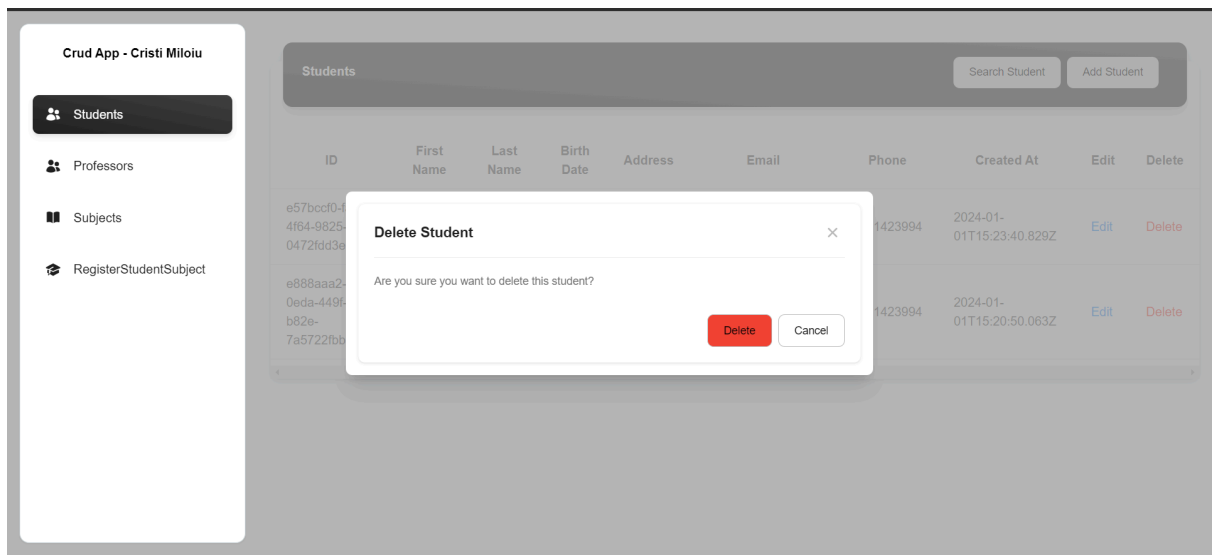 Crud App - Cristi Miloiu
Students
Professors
Subjects
RegisterStudentSubject
Students
Search Student
Add Student
ID
First Name
Last Name
Birth Date
Address
Email
Phone
Created At
Edit
Delete
e57bccf0-f
4f64-9825-
0472fdd3e
1423994
2024-01-
01T15:23:40.829Z
Edit
Delete
e888aaa2-
0eda-449f-
b82e-
7a5722fbb
1423994
2024-01-
01T15:20:50.063Z
Edit
Delete
Delete Student
Are you sure you want to delete this student?
Delete
Cancel